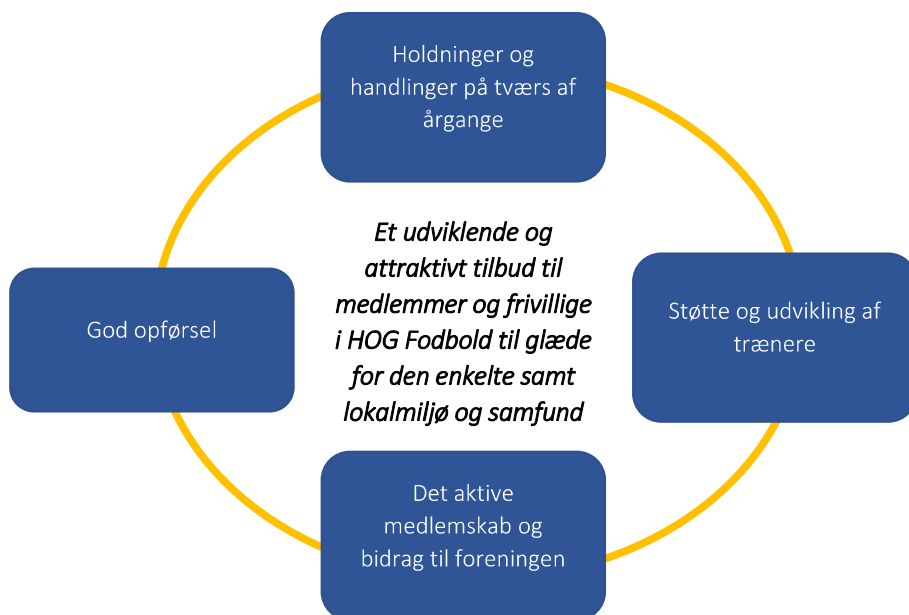 Holdninger og
handlinger på tværs af
årgange
Et udviklende og
attraktivt tilbud til
medlemmer og frivillige
i HOG Fodbold til glæde
for den enkelte samt
lokalmiljø og samfund
God opførsel
Støtte og udvikling af
trænere
Det aktive
medlemskab og
bidrag til foreningen